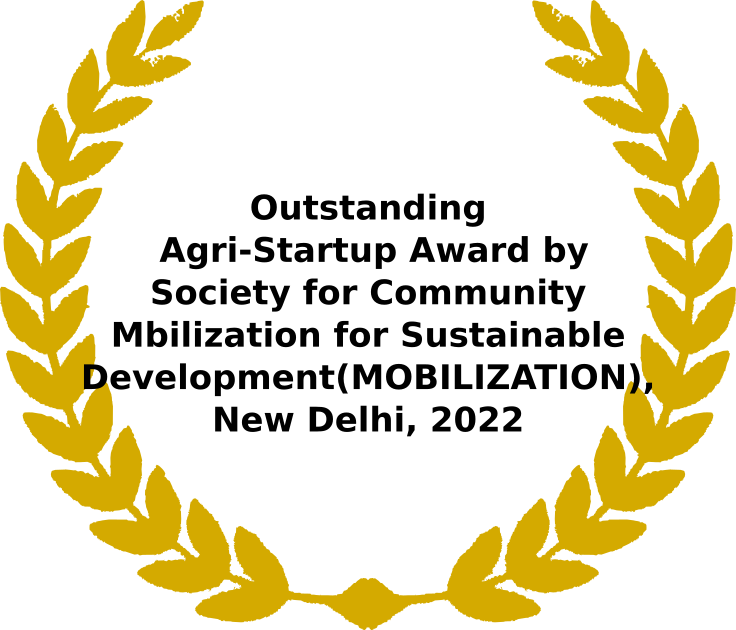 Outstanding
Agri-Startup Award by
Society for Community
Mbilization for Sustainable
Development(MOBILIZATION),
New Delhi, 2022